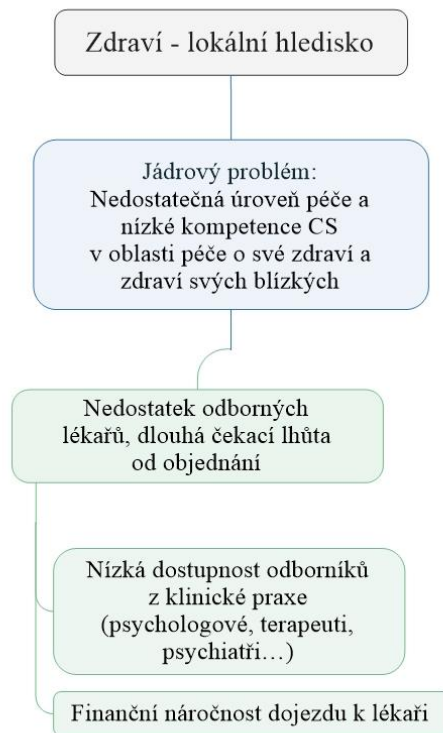 Zdraví - lokální hledisko
Jádrový problém:
Nedostatečná úroveň péče a
nízké kompetence CS
v oblasti péče o své zdraví a
zdraví svých blízkých
Nedostatek odborných
lékařů, dlouhá čekací lhůta
od objednání
Nízká dostupnost odborníků
z klinické praxe
(psychologové, terapeuti,
psychiatři…)
Finanční náročnost dojezdu k lékaři